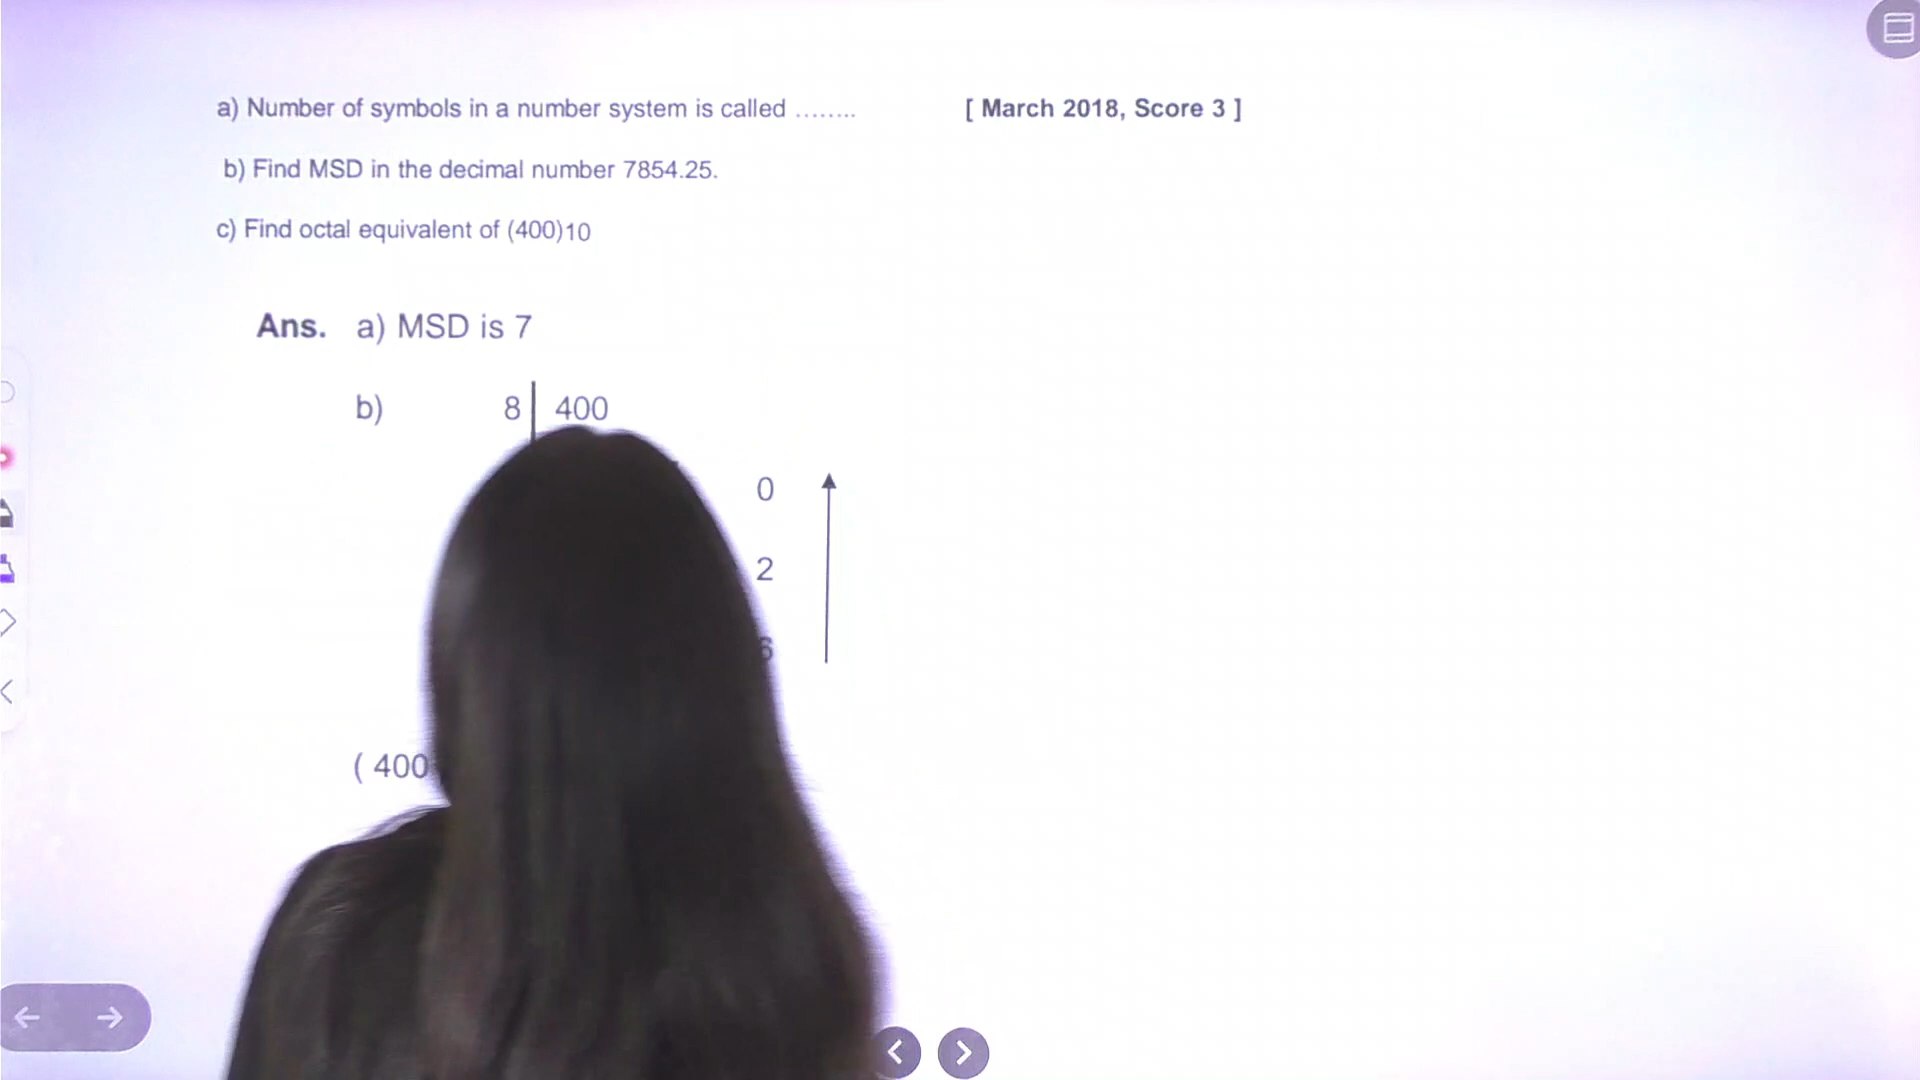 a) Number of symbols in a number system is called ........ [ March 2018, Score 3 ]
b) Find MSD in the decimal number 7854.25.
c) Find octal equivalent of (400)10
Ans. a) MSD is 7
b) 8 400
0
2
6
( 400